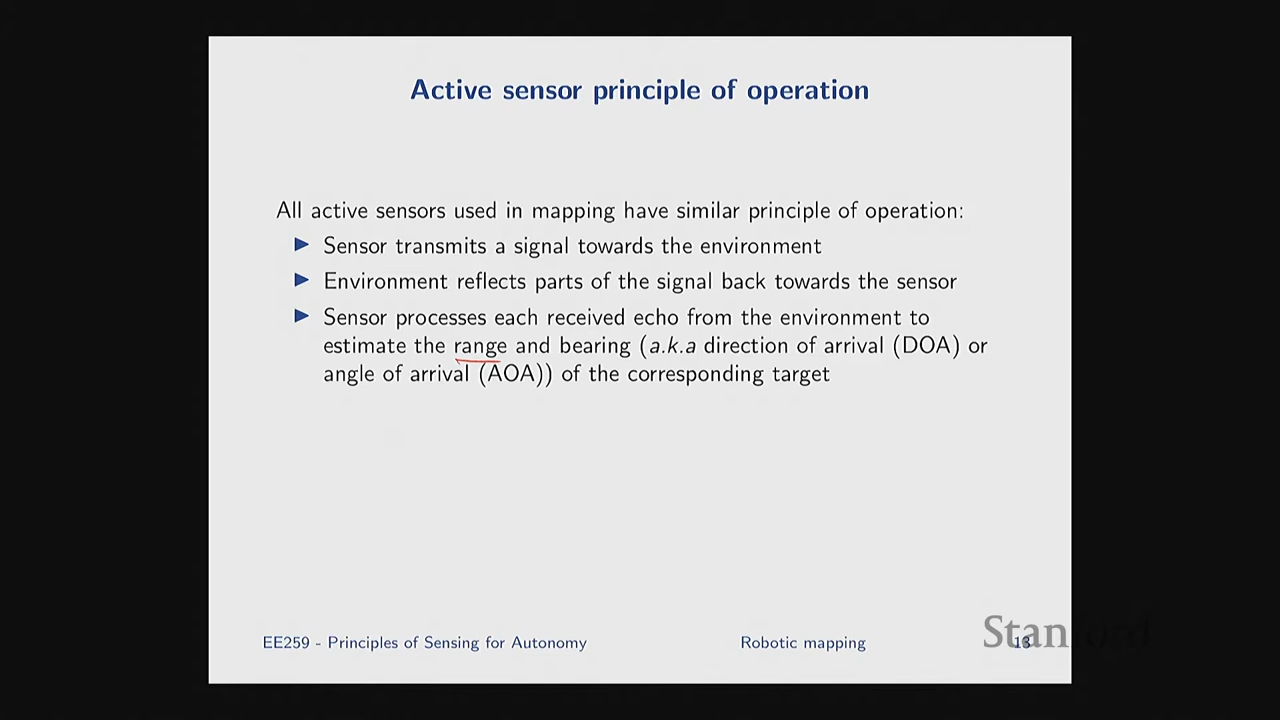 Active sensor principle of operation
All active sensors used in mapping have similar principle of operation:
Sensor transmits a signal towards the environment
Environment reflects parts of the signal back towards the sensor
Sensor processes each received echo from the environment to
estimate the range and bearing (a.k.a direction of arrival (DOA) or
angle of arrival (AOA)) of the corresponding target
EE259 - Principles of Sensing for Autonomy
Robotic mapping
13
Stanford